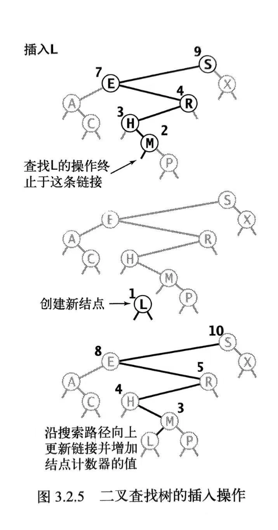 插入L
9
S
7
E
X
A
4
R
C
3
H
2
M
P
查找L的操作终
止于这条链接
S
E
X
A
R
C
H
M
P
创建新结点
1
L
10
S
8
E
X
A
5
R
C
4
H
3
M
L
P
沿搜索路径向上
更新链接并增加
结点计数器的值
图 3.2.5 二叉查找树的插入操作